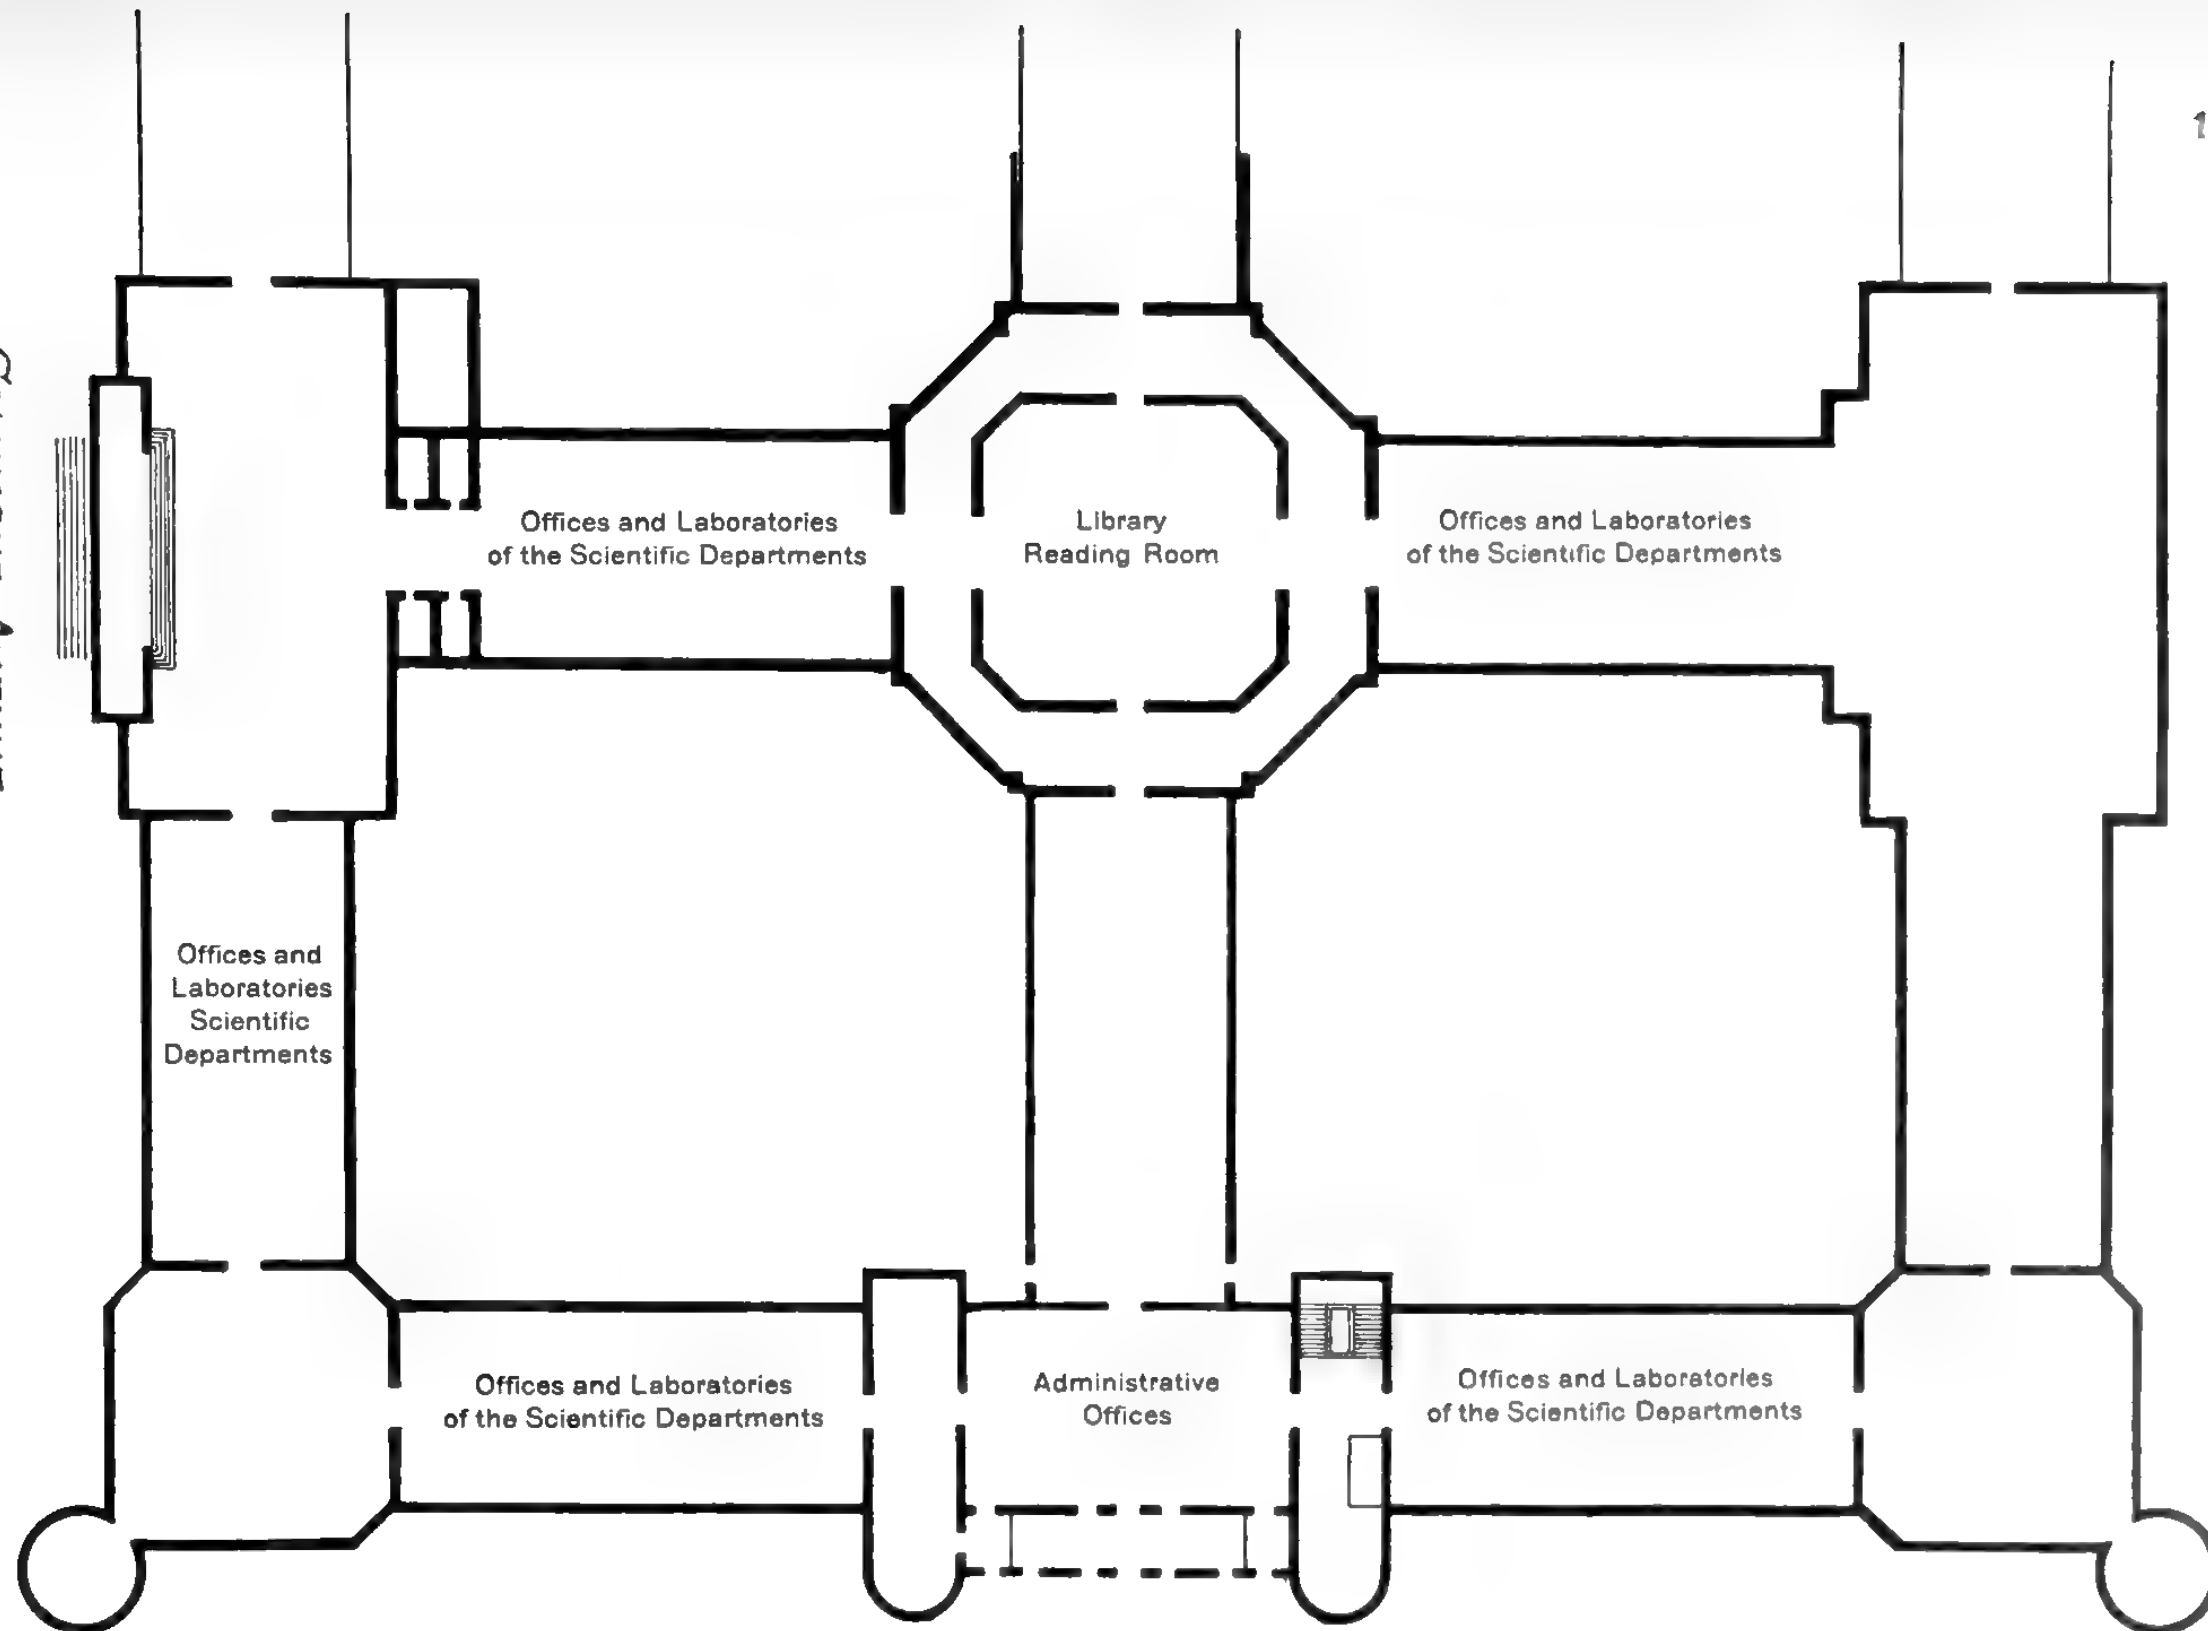 Offices and Laboratories
of the Scientific Departments
Library
Reading Room
Offices and Laboratories
of the Scientific Departments
Offices and
Laboratories
Scientific
Departments
Offices and Laboratories
of the Scientific Departments
Administrative
Offices
Offices and Laboratories
of the Scientific Departments